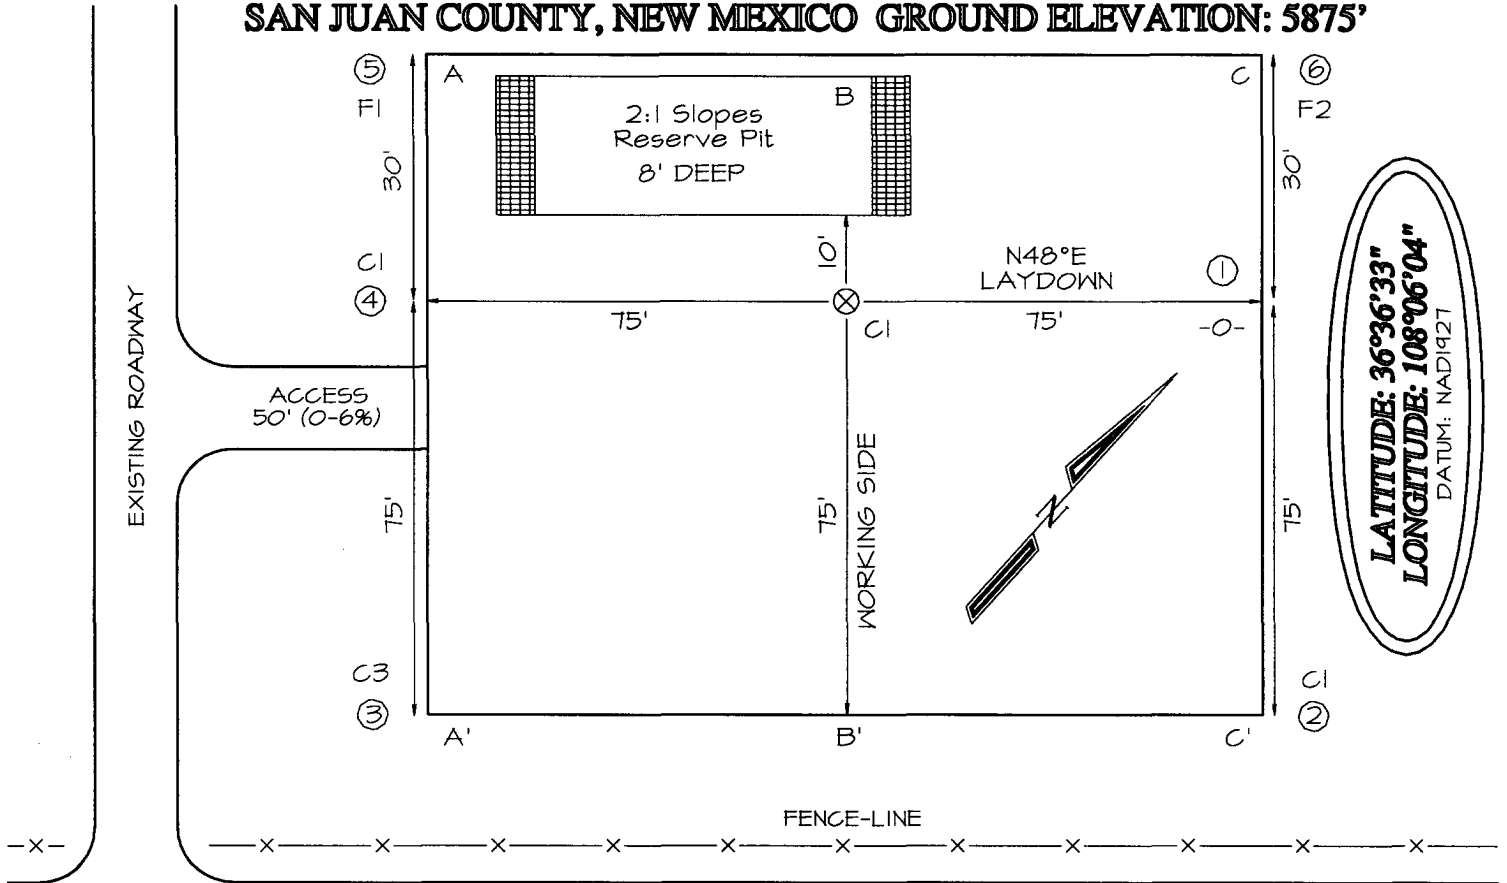 SAN JUAN COUNTY, NEW MEXICO GROUND ELEVATION: 5875'
5
F1
A
2:1 Slopes
Reserve Pit
8' DEEP
B
C
6
F2
30'
30'
10'
N48°E
LAYDOWN
C1
4
1
75'
C1
75'
-0-
EXISTING ROADWAY
ACCESS
50' (0-6%)
LATITUDE: 36°36'33"
LONGITUDE: 108°06'04"
DATUM: NAD1927
75'
75'
WORKING SIDE
N
75'
C3
3
C1
2
A'
B'
C'
FENCE-LINE